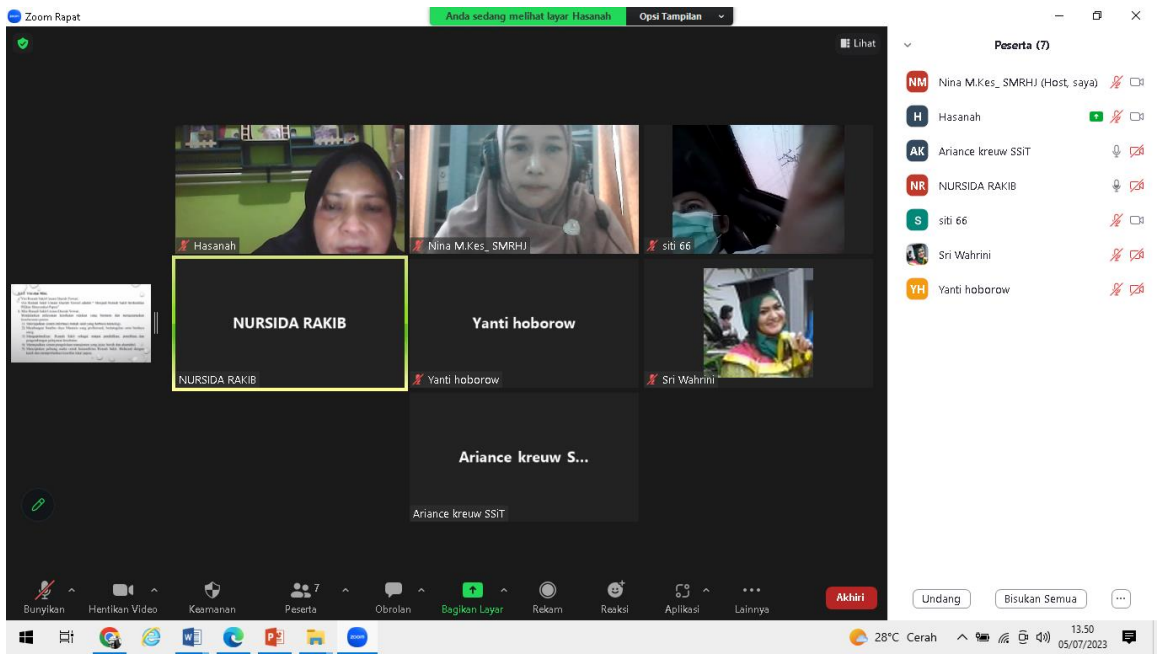 Zoom Rapat
Anda sedang melihat layar Hasanah Opsi Tampilan
Lihat
Hasanah
Nina M.Kes_ SMRHJ
siti 66
NURSIDA RAKIB
NURSIDA RAKIB
Yanti hoborow
Yanti hoborow
Sri Wahrini
Ariance kreuw S...
Ariance kreuw SSiT
Peserta (7)
NM Nina M.Kes_ SMRHJ (Host, saya)
H Hasanah
AK Ariance kreuw SSiT
NR NURSIDA RAKIB
S siti 66
Sri Wahrini
YH Yanti hoborow
Undang Bisukan Semua ...
Bunyikan Hentikan Video Keamanan Peserta 7 Obrolan Bagikan Layar Rekam Reaksi Aplikasi Lainnya Akhiri
zoom
28°C Cerah
13.50
05/07/2023